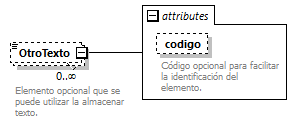 attributes
codigo
Código opcional para facilitar
la identificación del
elemento.
OtroTexto
0..∞
Elemento opcional que se
puede utilizar la almacenar
texto.